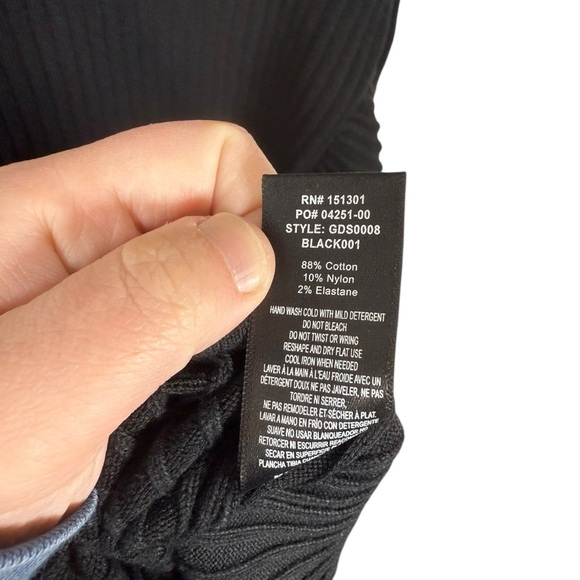 RN# 151301
PO# 04251-00
STYLE: GDS0008
BLACK001
88% Cotton
10% Nylon
2% Elastane
HAND WASH COLD WITH MILD DETERGENT
DO NOT BLEACH
DO NOT TWIST OR WRING
RESHAPE AND DRY FLAT USE
COOL IRON WHEN NEEDED
LAVER À LA MAIN À L'EAU FROIDE AVEC UN
DÉTERGENT DOUX NE PAS JAVELER, NE PAS
TORDRE NI SERRER,
NE PAS REMODELER ET SÉCHER À PLAT.
LAVAR A MANO EN FRÍO CON DETERGENTE
SUAVE NO USAR BLANQUEADOR NO
RETORCER NI ESCURRIR
SECAR EN SUPERFICIE
PLANCHA TIBIA